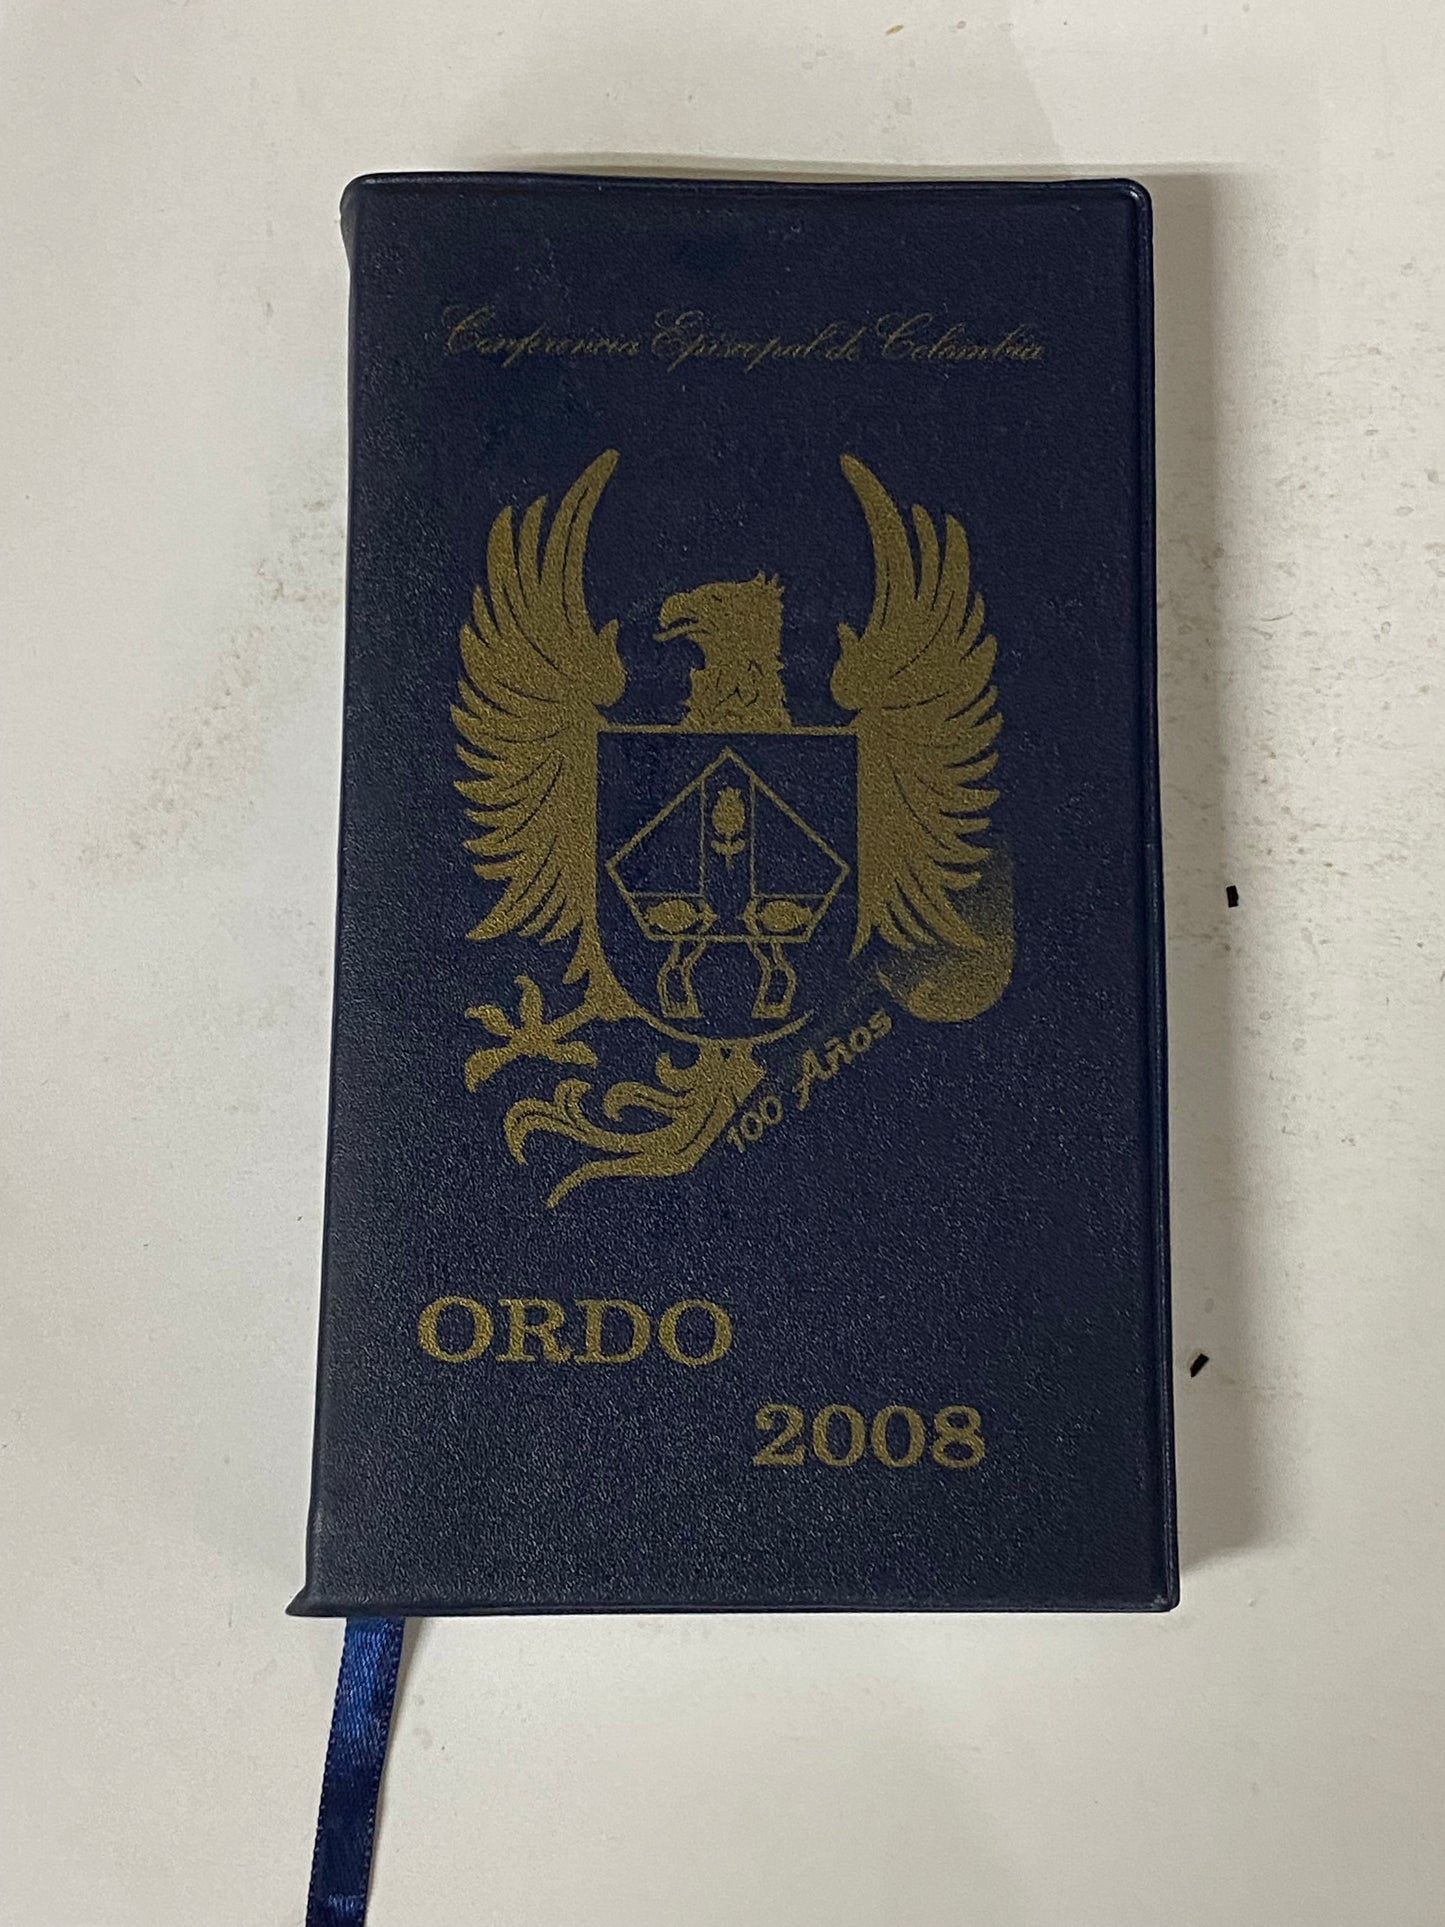 Conferencia Episcopal de Colombia
100 Años
ORDO
2008